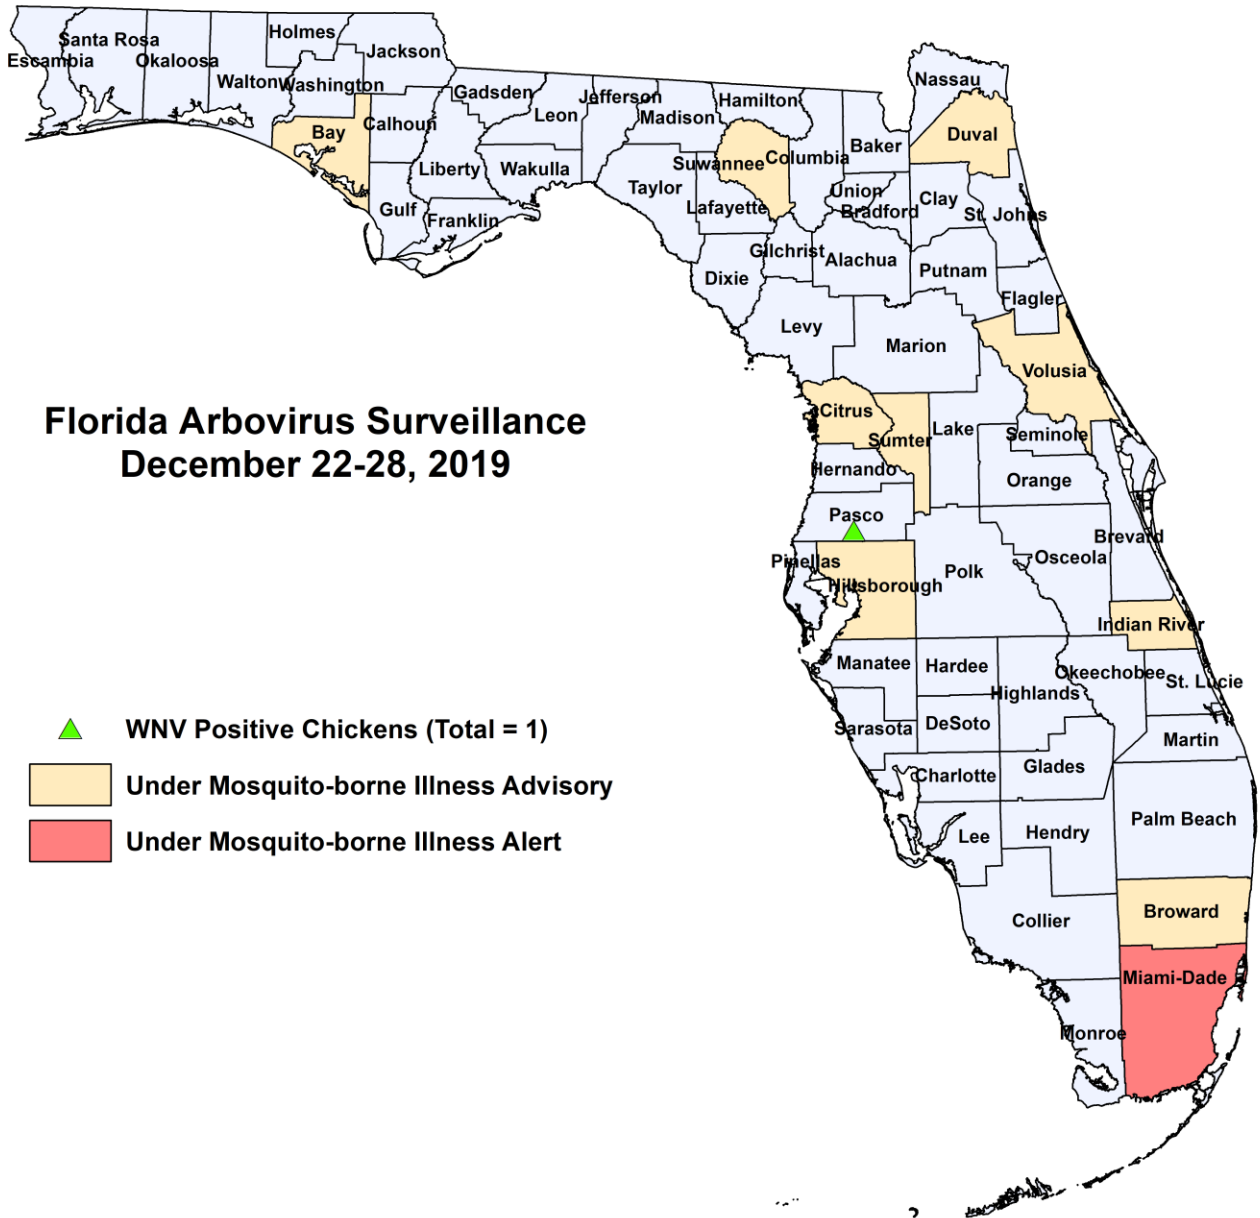 Holmes
Santa Rosa
Jackson
Escambia
Okaloosa
Walton
Washington
Nassau
Gadsden
Jefferson
Hamilton
Leon
Madison
Calhoun
Bay
Duval
Baker
Suwannee
Columbia
Liberty
Wakulla
Taylor
Union
Clay
Lafayette
Bradford
St. Johns
Gulf
Franklin
Gilchrist
Alachua
Dixie
Putnam
Flagler
Levy
Marion
Volusia
Citrus
Florida Arbovirus Surveillance
December 22-28, 2019
Lake
Sumter
Seminole
Hernando
Orange
Pasco
Brevard
Osceola
Pinellas
Polk
Hillsborough
Indian River
Manatee
Hardee
Okeechobee
St. Lucie
Highlands
DeSoto
Sarasota
Martin
Glades
Charlotte
WNV Positive Chickens (Total = 1)
Under Mosquito-borne Illness Advisory
Under Mosquito-borne Illness Alert
Palm Beach
Lee
Hendry
Broward
Collier
Miami-Dade
Monroe